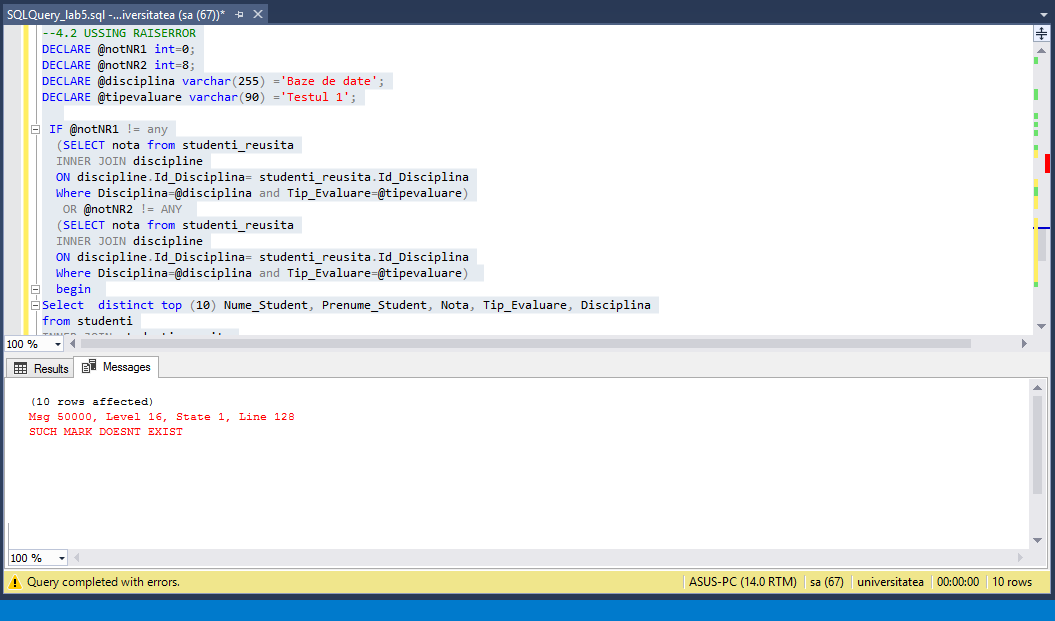 SQLQuery_lab5.sql -...iversitatea (sa (67))*
--4.2 USSING RAISERROR
DECLARE @notNR1 int=0;
DECLARE @notNR2 int=8;
DECLARE @disciplina varchar(255) ='Baze de date';
DECLARE @tipevaluare varchar(90) ='Testul 1';
IF @notNR1 != any
(SELECT nota from studenti_reusita
INNER JOIN discipline
ON discipline.Id_Disciplina= studenti_reusita.Id_Disciplina
Where Disciplina=@disciplina and Tip_Evaluare=@tipevaluare)
OR @notNR2 != ANY
(SELECT nota from studenti_reusita
INNER JOIN discipline
ON discipline.Id_Disciplina= studenti_reusita.Id_Disciplina
Where Disciplina=@disciplina and Tip_Evaluare=@tipevaluare)
begin
Select distinct top (10) Nume_Student, Prenume_Student, Nota, Tip_Evaluare, Disciplina
from studenti
100 %
Results Messages
(10 rows affected)
Msg 50000, Level 16, State 1, Line 128
SUCH MARK DOESNT EXIST
100 %
Query completed with errors. ASUS-PC (14.0 RTM) sa (67) universitatea 00:00:00 10 rows